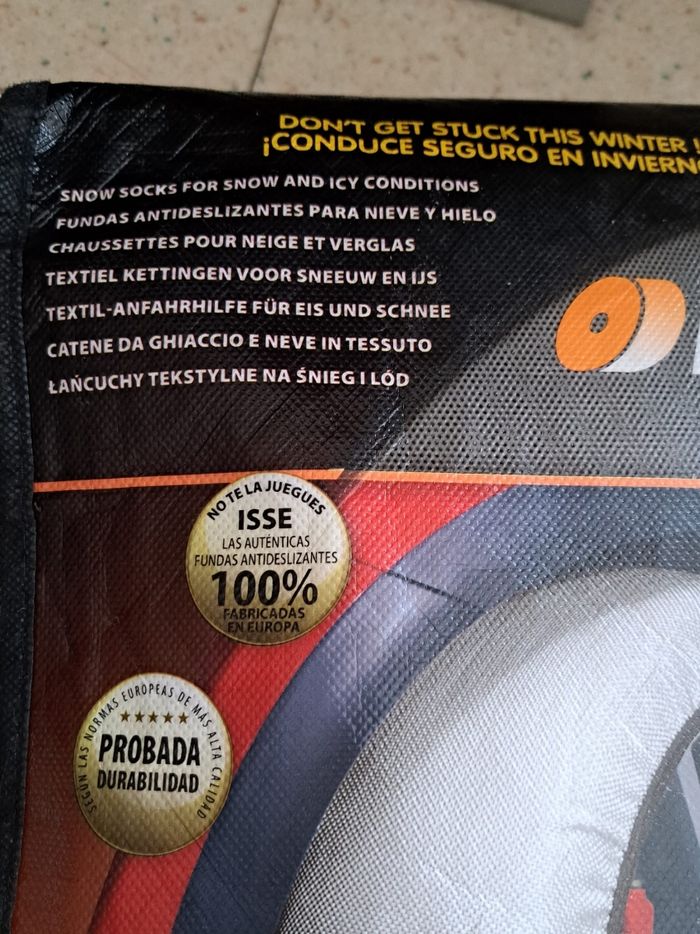 DON'T GET STUCK THIS WINTER !
¡CONDUCE SEGURO EN INVIERNO
SNOW SOCKS FOR SNOW AND ICY CONDITIONS
FUNDAS ANTIDESLIZANTES PARA NIEVE Y HIELO
CHAUSSETTES POUR NEIGE ET VERGLAS
TEXTIEL KETTINGEN VOOR SNEEUW EN IJS
TEXTIL-ANFAHRHILFE FÜR EIS UND SCHNEE
CATENE DA GHIACCIO E NEVE IN TESSUTO
ŁAŃCUCHY TEKSTYLNE NA ŚNIEG I LÓD
NO TE LA JUEGUES
ISSE
LAS AUTÉNTICAS
FUNDAS ANTIDESLIZANTES
100%
FABRICADAS
EN EUROPA
SEGÚN LAS NORMAS EUROPEAS DE MÁS ALTA CALIDAD
PROBADA
DURABILIDAD